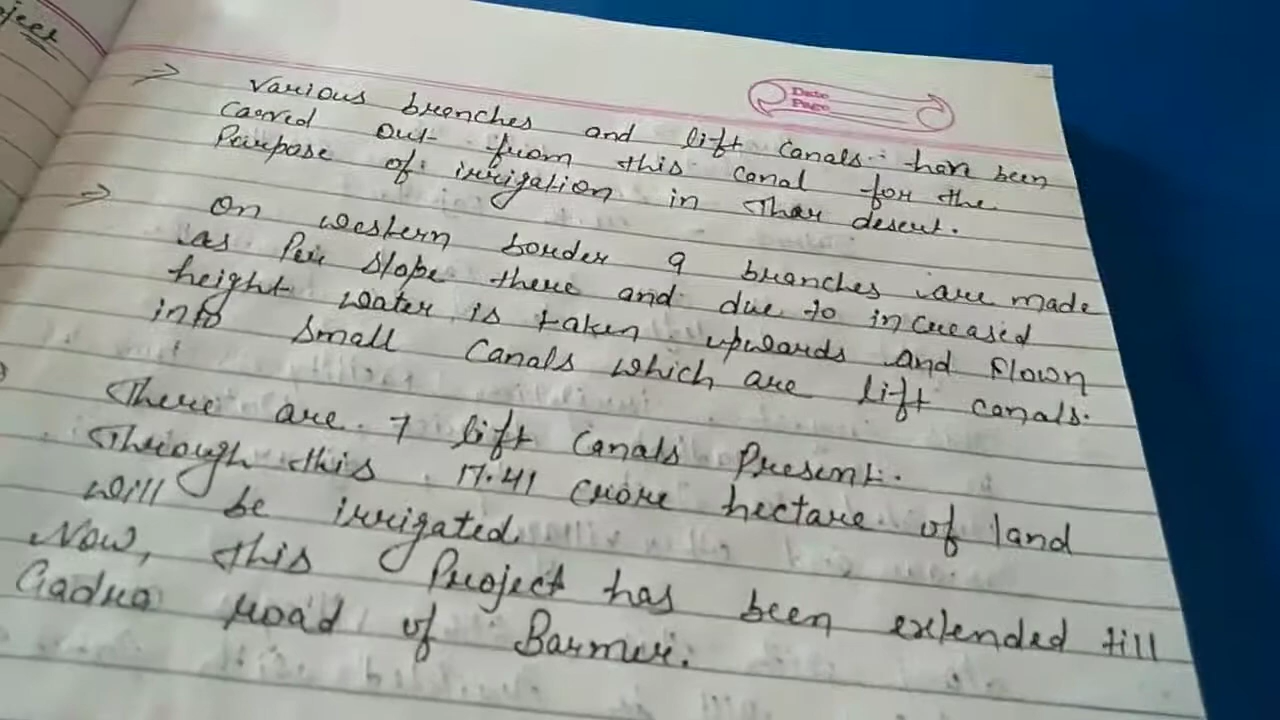 oject
Date
Page
⇒ Various branches and lift canals have been
carved out from this canal for the
Purpose of irrigation in Thar desert.
⇒ On western border 9 branches are made
as Per slope there and due to increased
height water is taken upwards and flown
into small canals which are lift canals.
There are 7 lift canals Present.
Through this 17.41 crore hectare of land
will be irrigated.
Now, this Project has been extended till
Gadra road of Barmer.